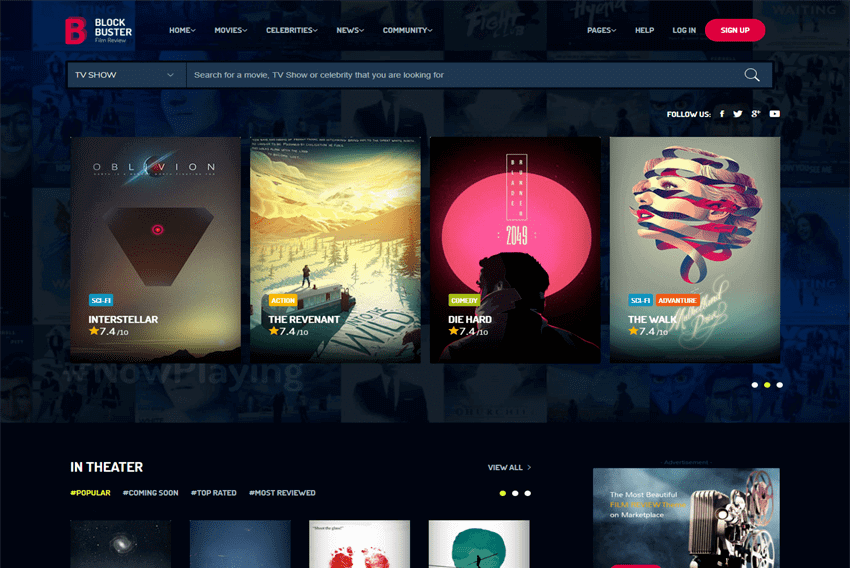 BLOCK
BUSTER
Film Review
HOME
MOVIES
CELEBRITIES
NEWS
COMMUNITY
PAGES
HELP
LOG IN
SIGN UP
TV SHOW
Search for a movie, TV Show or celebrity that you are looking for
FOLLOW US:
OBLIVION
SCI-FI
INTERSTELLAR
7.4/10
INTO THE
WILD
ACTION
THE REVENANT
7.4/10
BLADE
RUNNER
2049
COMEDY
DIE HARD
7.4/10
SCI-FI
ADVANTURE
THE WALK
7.4/10
#NowPlaying
IN THEATER
VIEW ALL
#POPULAR
#COMING SOON
#TOP RATED
#MOST REVIEWED
Advertisement
The Most Beautiful
FILM REVIEW Theme
on Marketplace